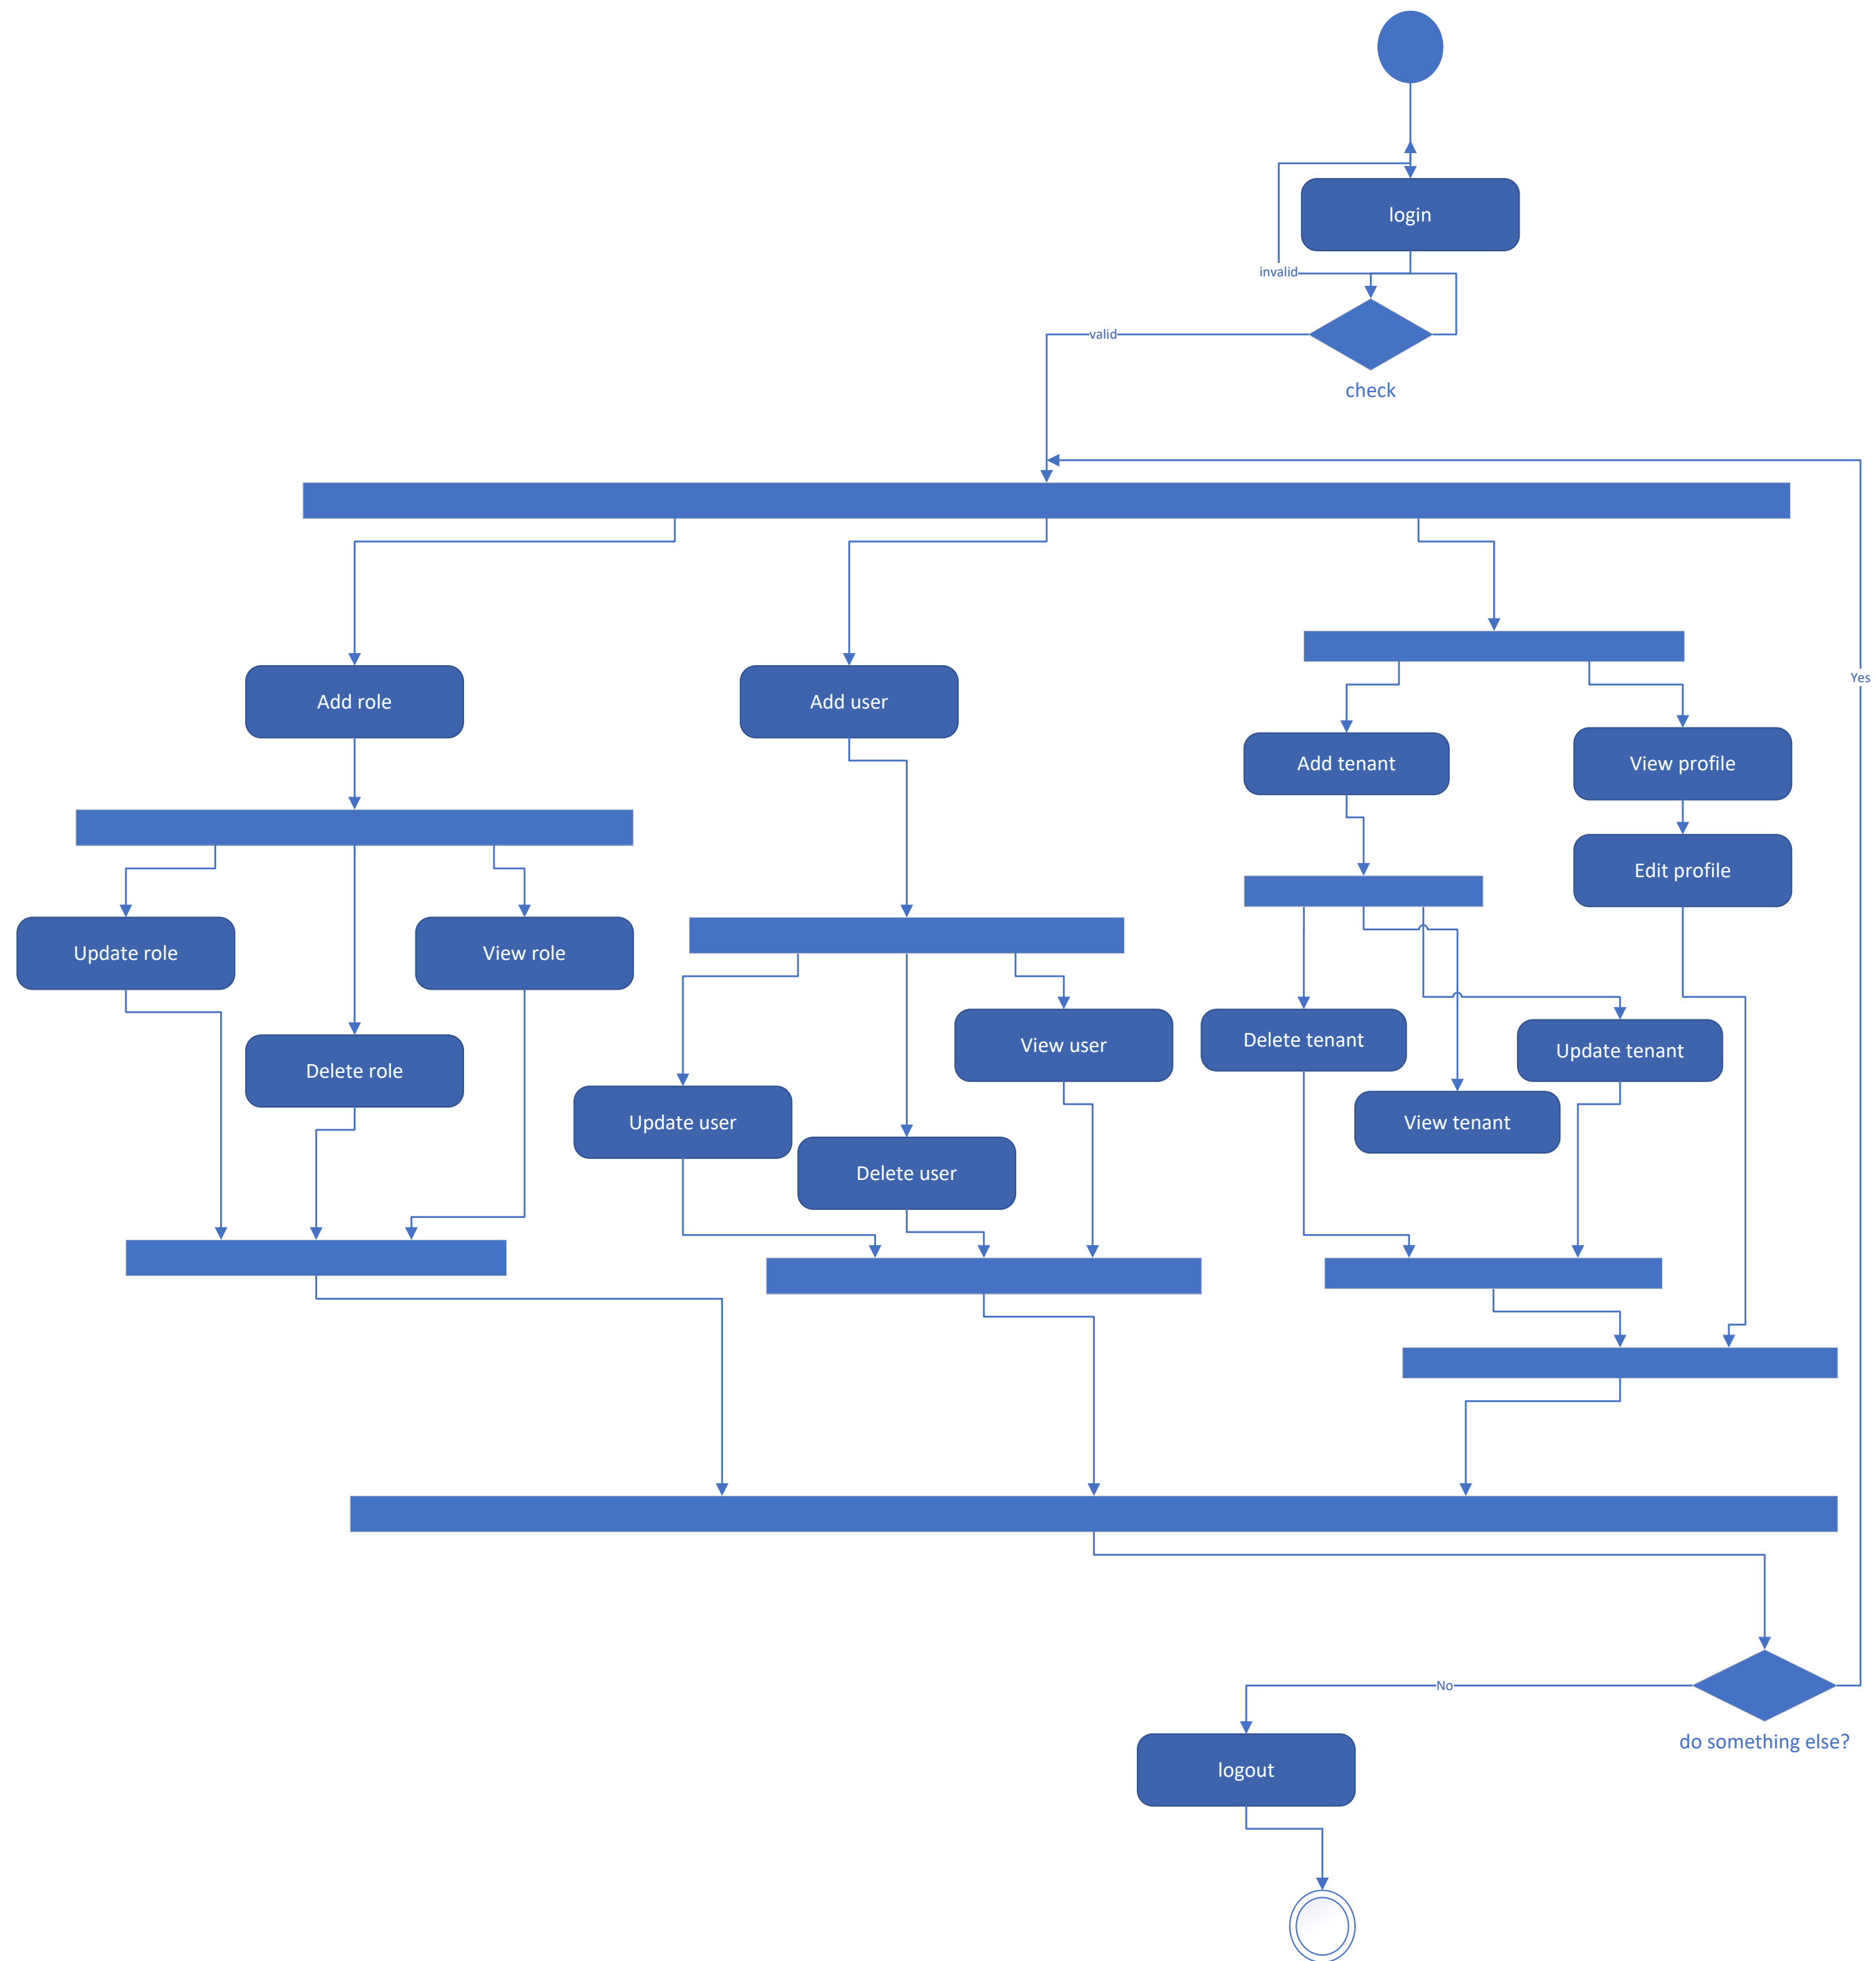 login
invalid
valid
check
Add role
Add user
Yes
Add tenant
View profile
Edit profile
Update role
View role
Delete role
View user
Delete tenant
Update tenant
Update user
View tenant
Delete user
No
do something else?
logout